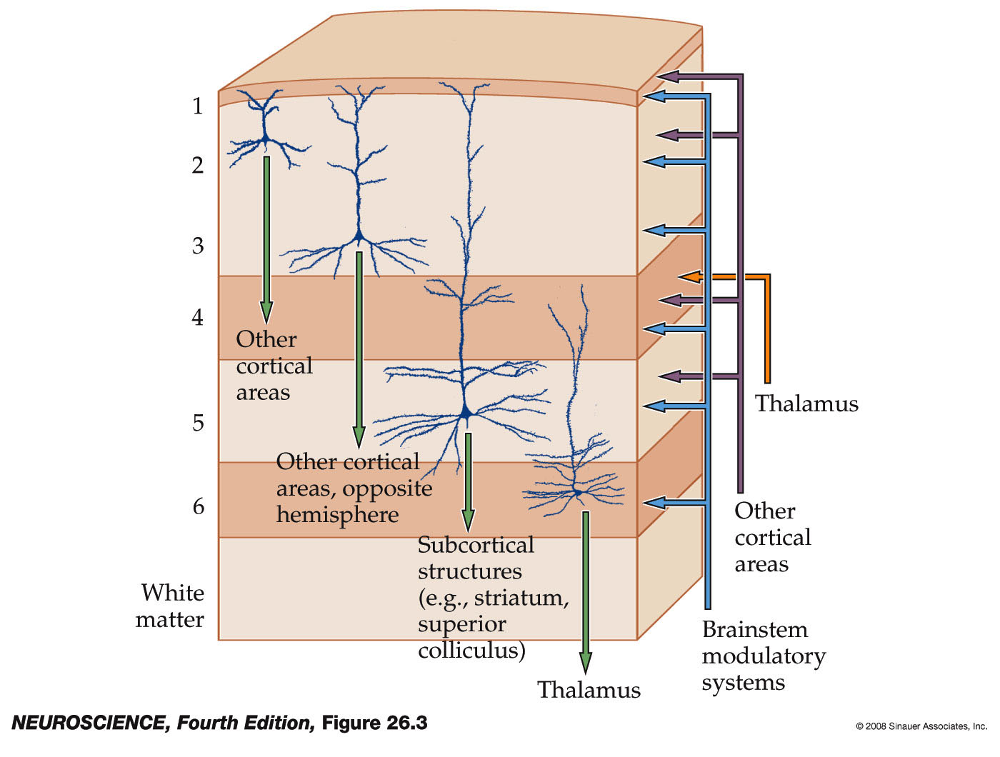 1
2
3
4
5
6
White
matter
Other
cortical
areas
Other cortical
areas, opposite
hemisphere
Subcortical
structures
(e.g., striatum,
superior
colliculus)
Thalamus
Thalamus
Other
cortical
areas
Brainstem
modulatory
systems
NEUROSCIENCE, Fourth Edition, Figure 26.3
© 2008 Sinauer Associates, Inc.